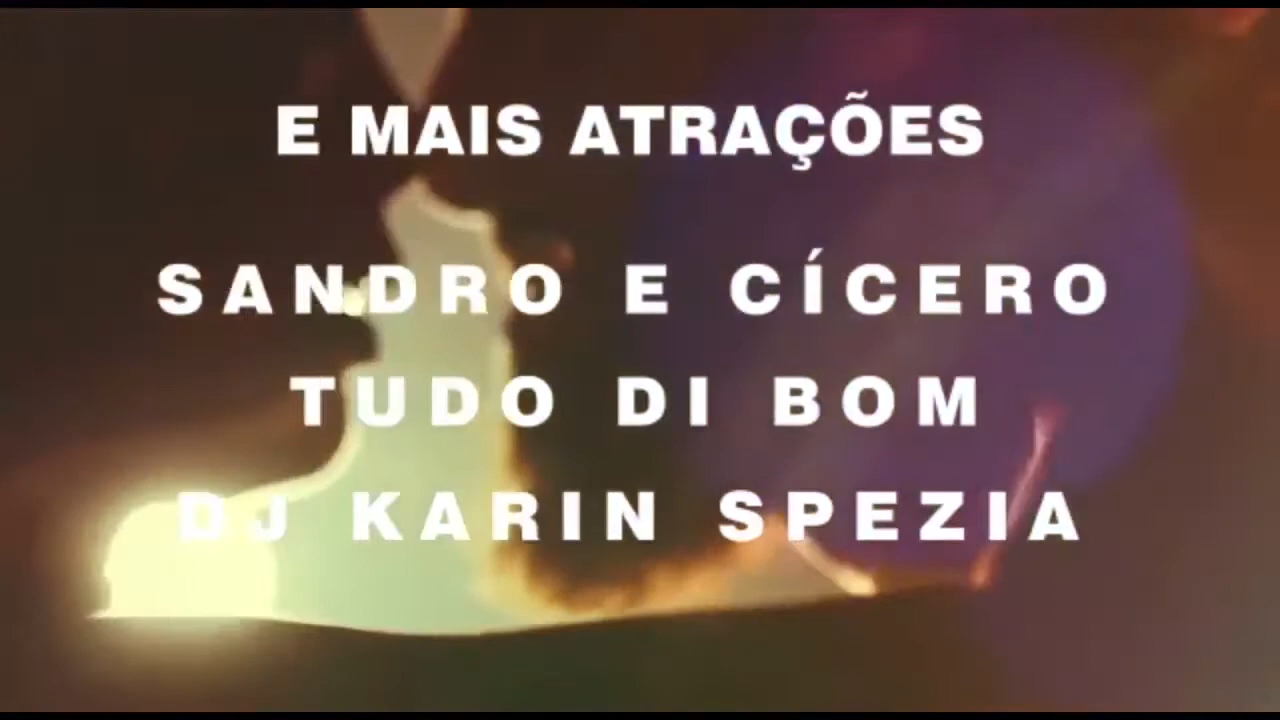 E MAIS ATRAÇÕES
SANDRO E CÍCERO
TUDO DI BOM
DJ KARIN SPEZIA